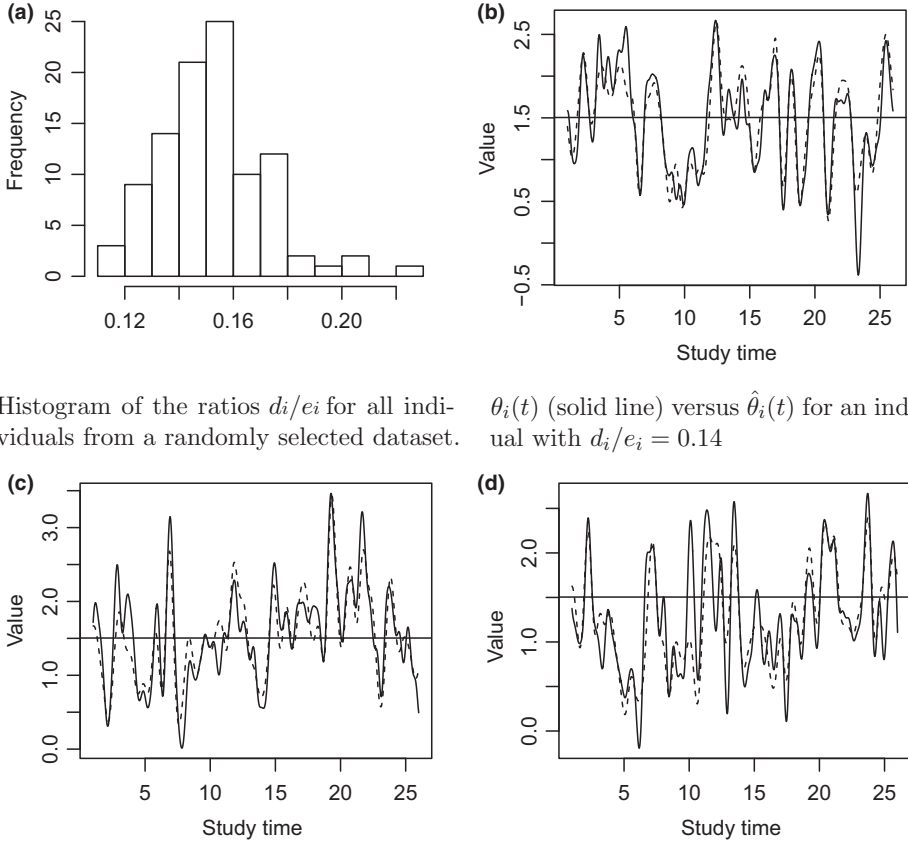 (a)
Frequency
25
20
15
10
5
0
0.12 0.16 0.20
(b)
Value
2.5
1.5
0.5
−0.5
5 10 15 20 25
Study time
Histogram of the ratios di/ei for all indi-
viduals from a randomly selected dataset.
θi(t) (solid line) versus θ̂i(t) for an ind
ual with di/ei = 0.14
(c)
Value
3.0
2.0
1.0
0.0
5 10 15 20 25
Study time
(d)
Value
2.0
1.0
0.0
5 10 15 20 25
Study time